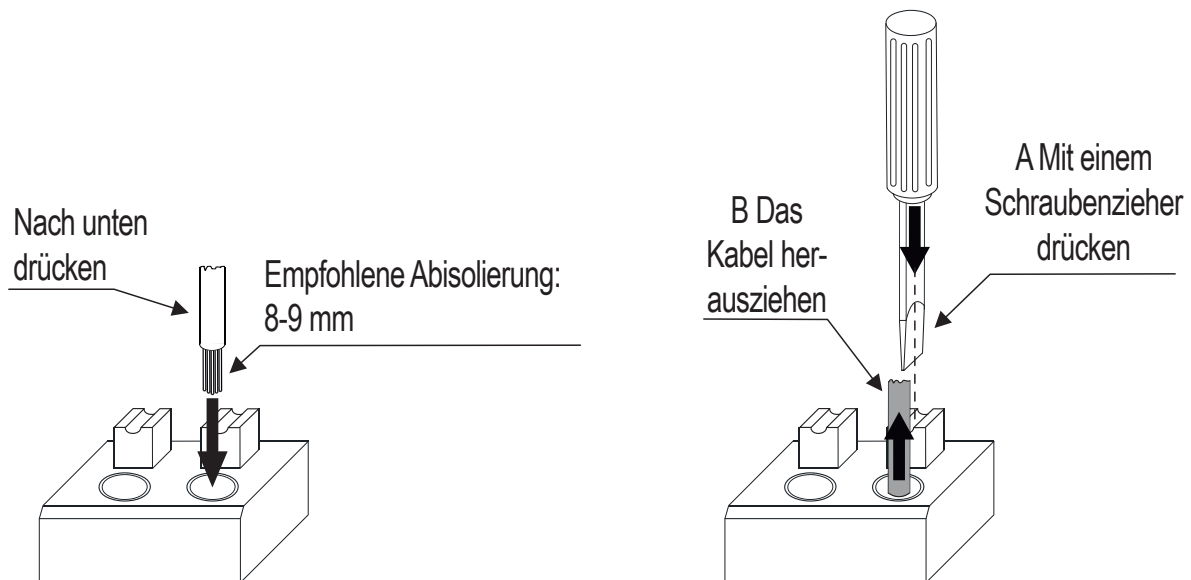 Nach unten
drücken
Empfohlene Abisolierung:
8-9 mm
B Das
Kabel her-
ausziehen
A Mit einem
Schraubenzieher
drücken